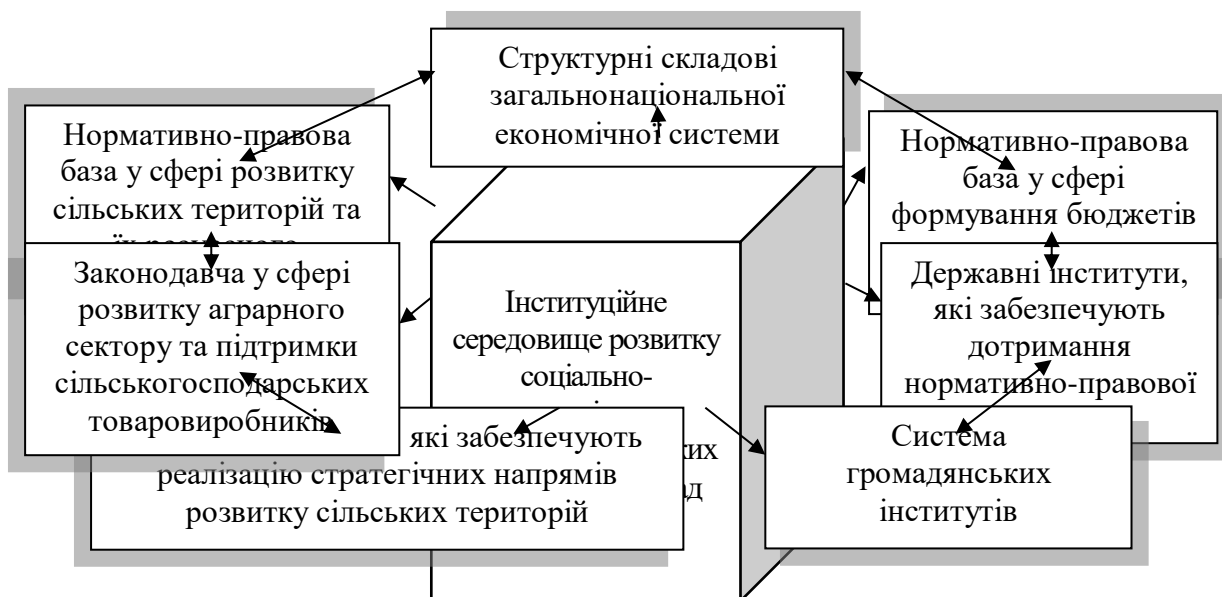 Структурні складові
загальнонаціональної
економічної системи
Нормативно-правова
база у сфері розвитку
сільських територій та
Нормативно-правова
база у сфері
формування бюджетів
Законодавча у сфері
розвитку аграрного
сектору та підтримки
сільськогосподарських
товаровиробників
Інституційне
середовище розвитку
соціально-
Державні інститути,
які забезпечують
дотримання
нормативно-правової
які забезпечують
реалізацію стратегічних напрямів
розвитку сільських територій
Система
громадянських
інститутів